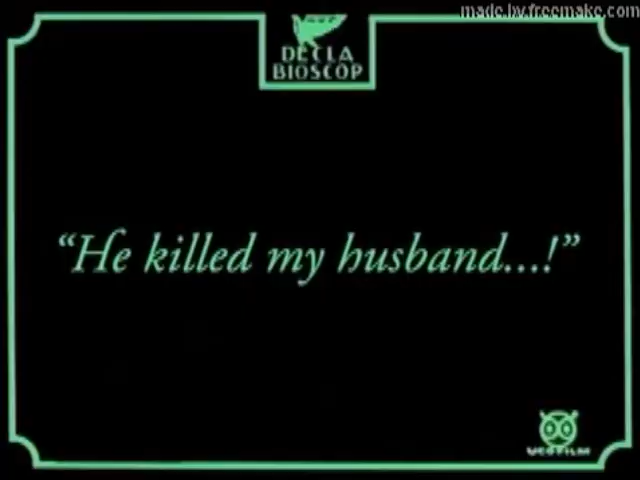 made.by.freemake.com
DECLA
BIOSCOP
“He killed my husband...!”